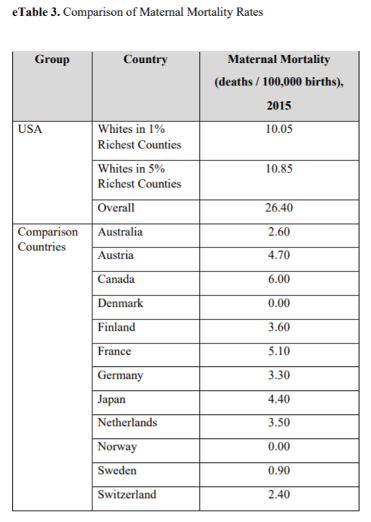 eTable 3. Comparison of Maternal Mortality Rates
Group Country Maternal Mortality
(deaths / 100,000 births),
2015
USA Whites in 1% 10.05
Richest Counties
Whites in 5% 10.85
Richest Counties
Overall 26.40
Comparison Australia 2.60
Countries
Austria 4.70
Canada 6.00
Denmark 0.00
Finland 3.60
France 5.10
Germany 3.30
Japan 4.40
Netherlands 3.50
Norway 0.00
Sweden 0.90
Switzerland 2.40